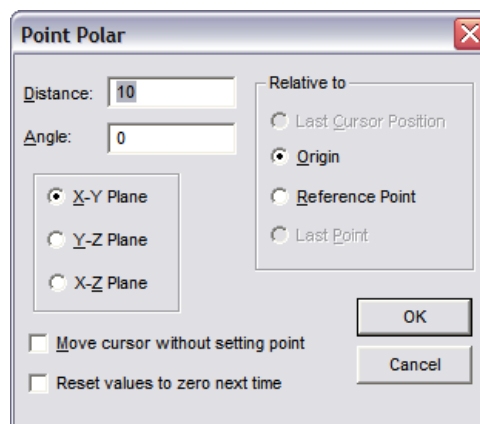 Point Polar
Distance: 10
Angle: 0
X-Y Plane
Y-Z Plane
X-Z Plane
Relative to
Last Cursor Position
Origin
Reference Point
Last Point
Move cursor without setting point
Reset values to zero next time
OK
Cancel